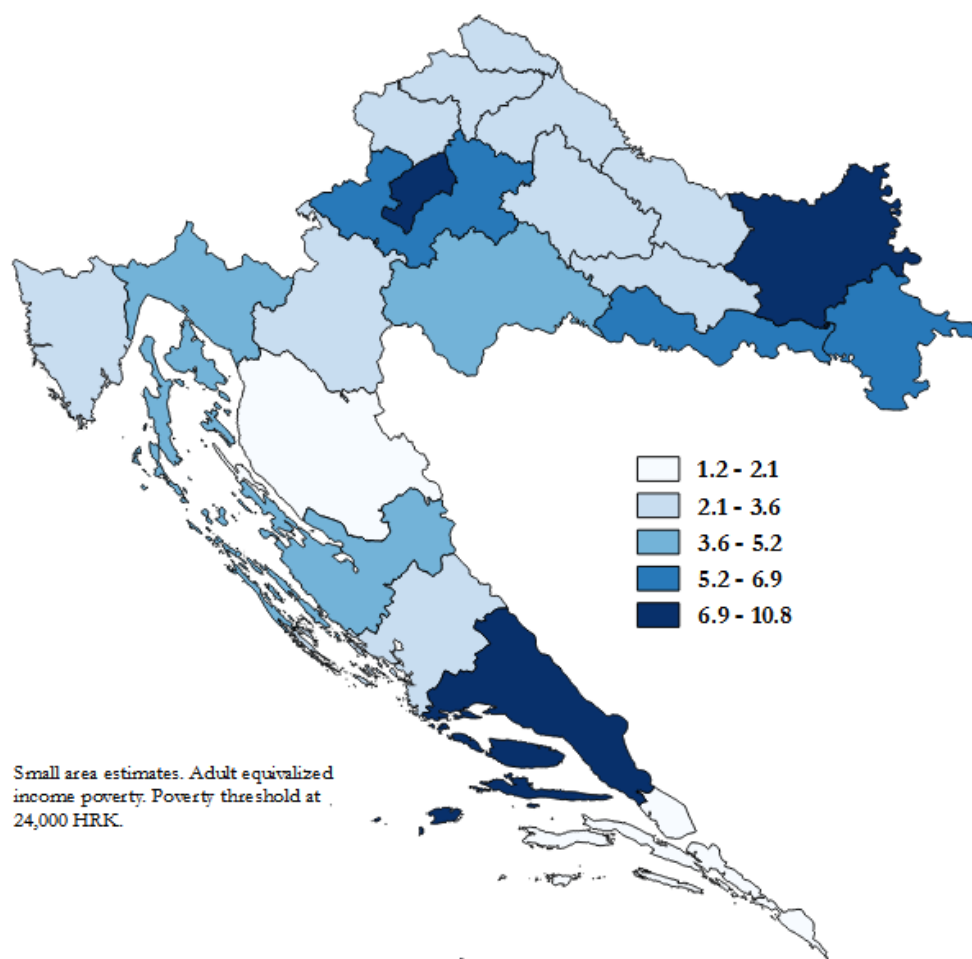 1.2 - 2.1
2.1 - 3.6
3.6 - 5.2
5.2 - 6.9
6.9 - 10.8
Small area estimates. Adult equivalized
income poverty. Poverty threshold at
24,000 HRK.